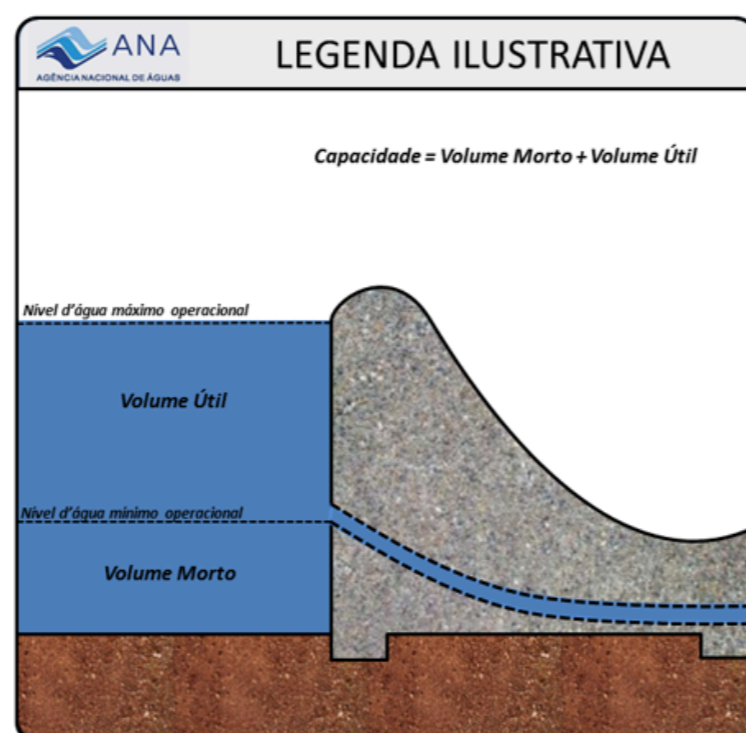 ANA
AGÊNCIA NACIONAL DE ÁGUAS
LEGENDA ILUSTRATIVA
Capacidade = Volume Morto + Volume Útil
Nível d'água máximo operacional
Volume Útil
Nível d'água mínimo operacional
Volume Morto